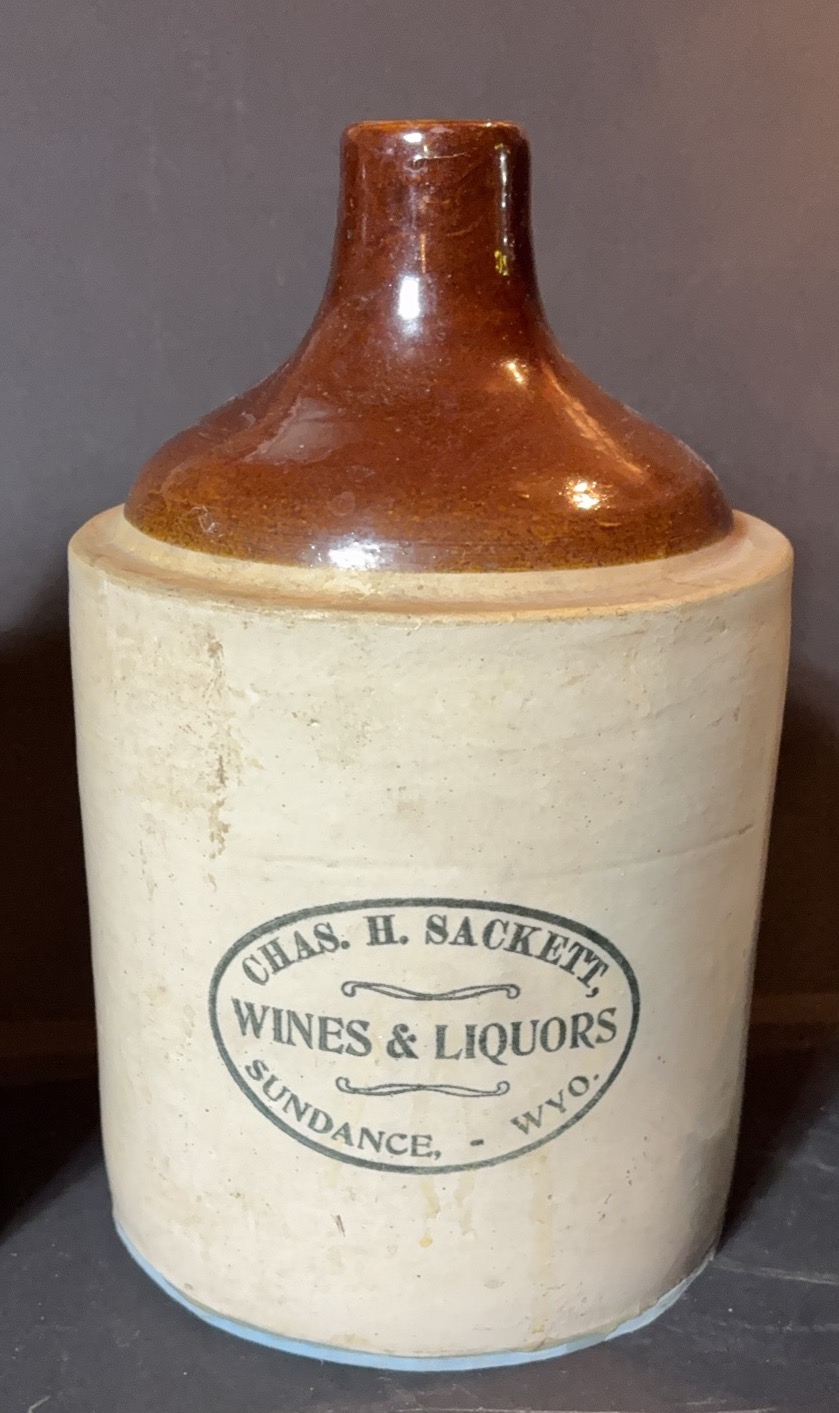 CHAS. H. SACKETT,
WINES & LIQUORS
SUNDANCE, - WYO.